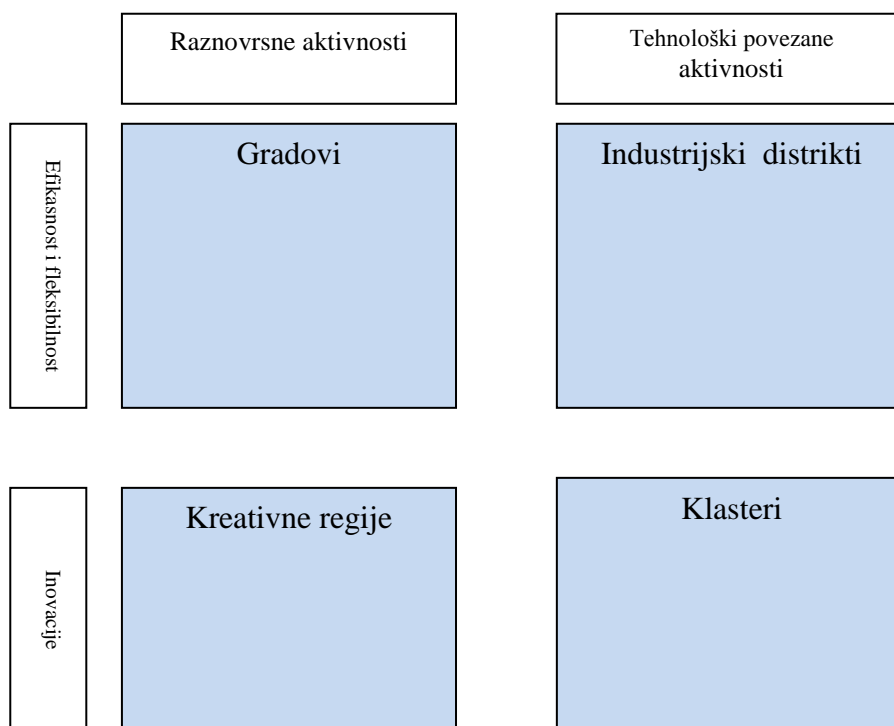 Raznovrsne aktivnosti
Tehnološki povezane
aktivnosti
Efikasnost i fleksibilnost
Gradovi
Industrijski distrikti
Inovacije
Kreativne regije
Klasteri